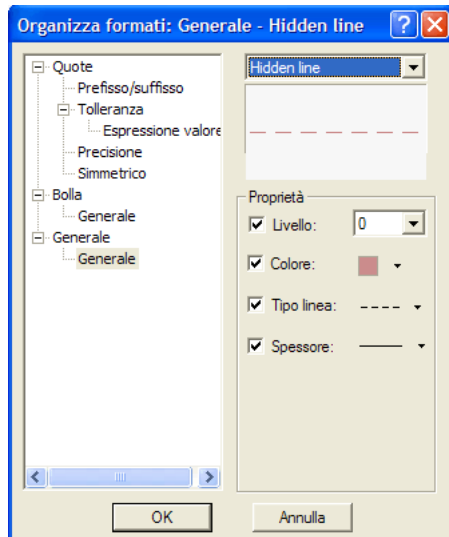 Organizza formati: Generale - Hidden line
Quote
Prefisso/suffisso
Tolleranza
Espressione valore
Precisione
Simmetrico
Bolla
Generale
Generale
Generale
Hidden line
Proprietà
Livello: 0
Colore:
Tipo linea:
Spessore:
OK
Annulla